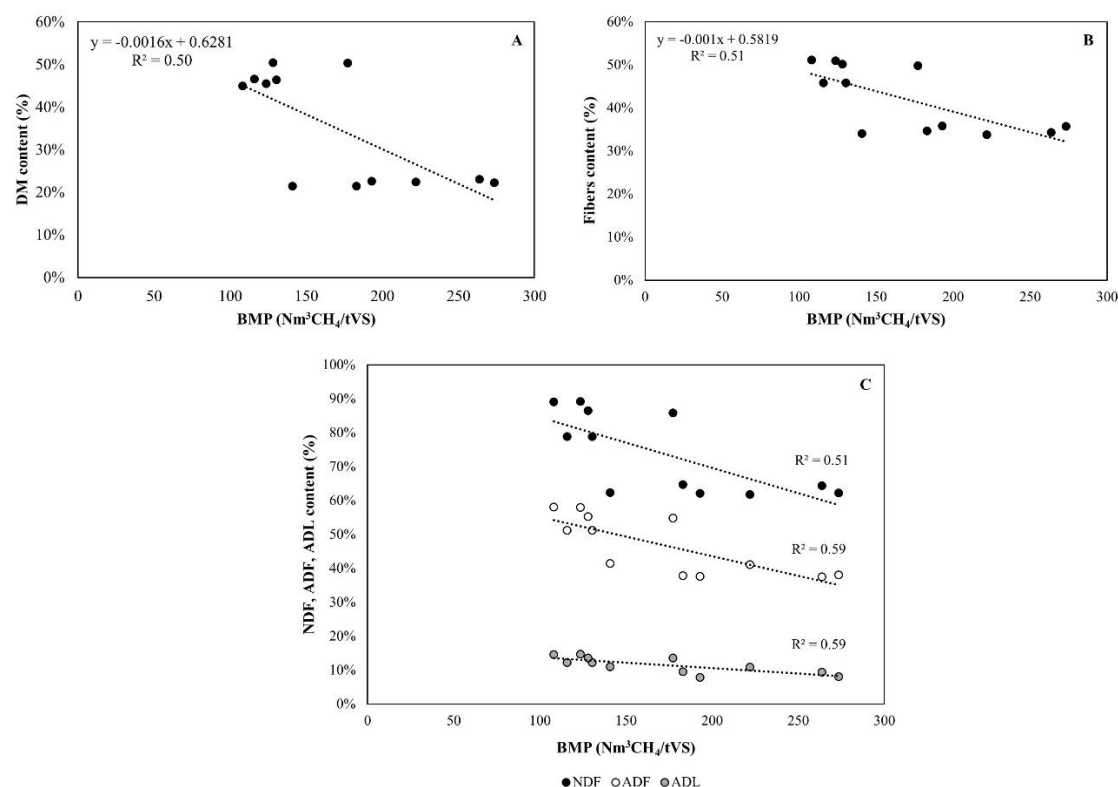 60%
50%
40%
30%
20%
10%
0%
DM content (%)
y = -0.0016x + 0.6281
R² = 0.50
A
0
50
100
150
200
250
300
BMP (Nm³CH₄/tVS)
60%
50%
40%
30%
20%
10%
0%
Fibers content (%)
y = -0.001x + 0.5819
R² = 0.51
B
0
50
100
150
200
250
300
BMP (Nm³CH₄/tVS)
100%
90%
80%
70%
60%
50%
40%
30%
20%
10%
0%
NDF, ADF, ADL content (%)
C
R² = 0.51
R² = 0.59
R² = 0.59
0
50
100
150
200
250
300
BMP (Nm³CH₄/tVS)
NDF ADF ADL